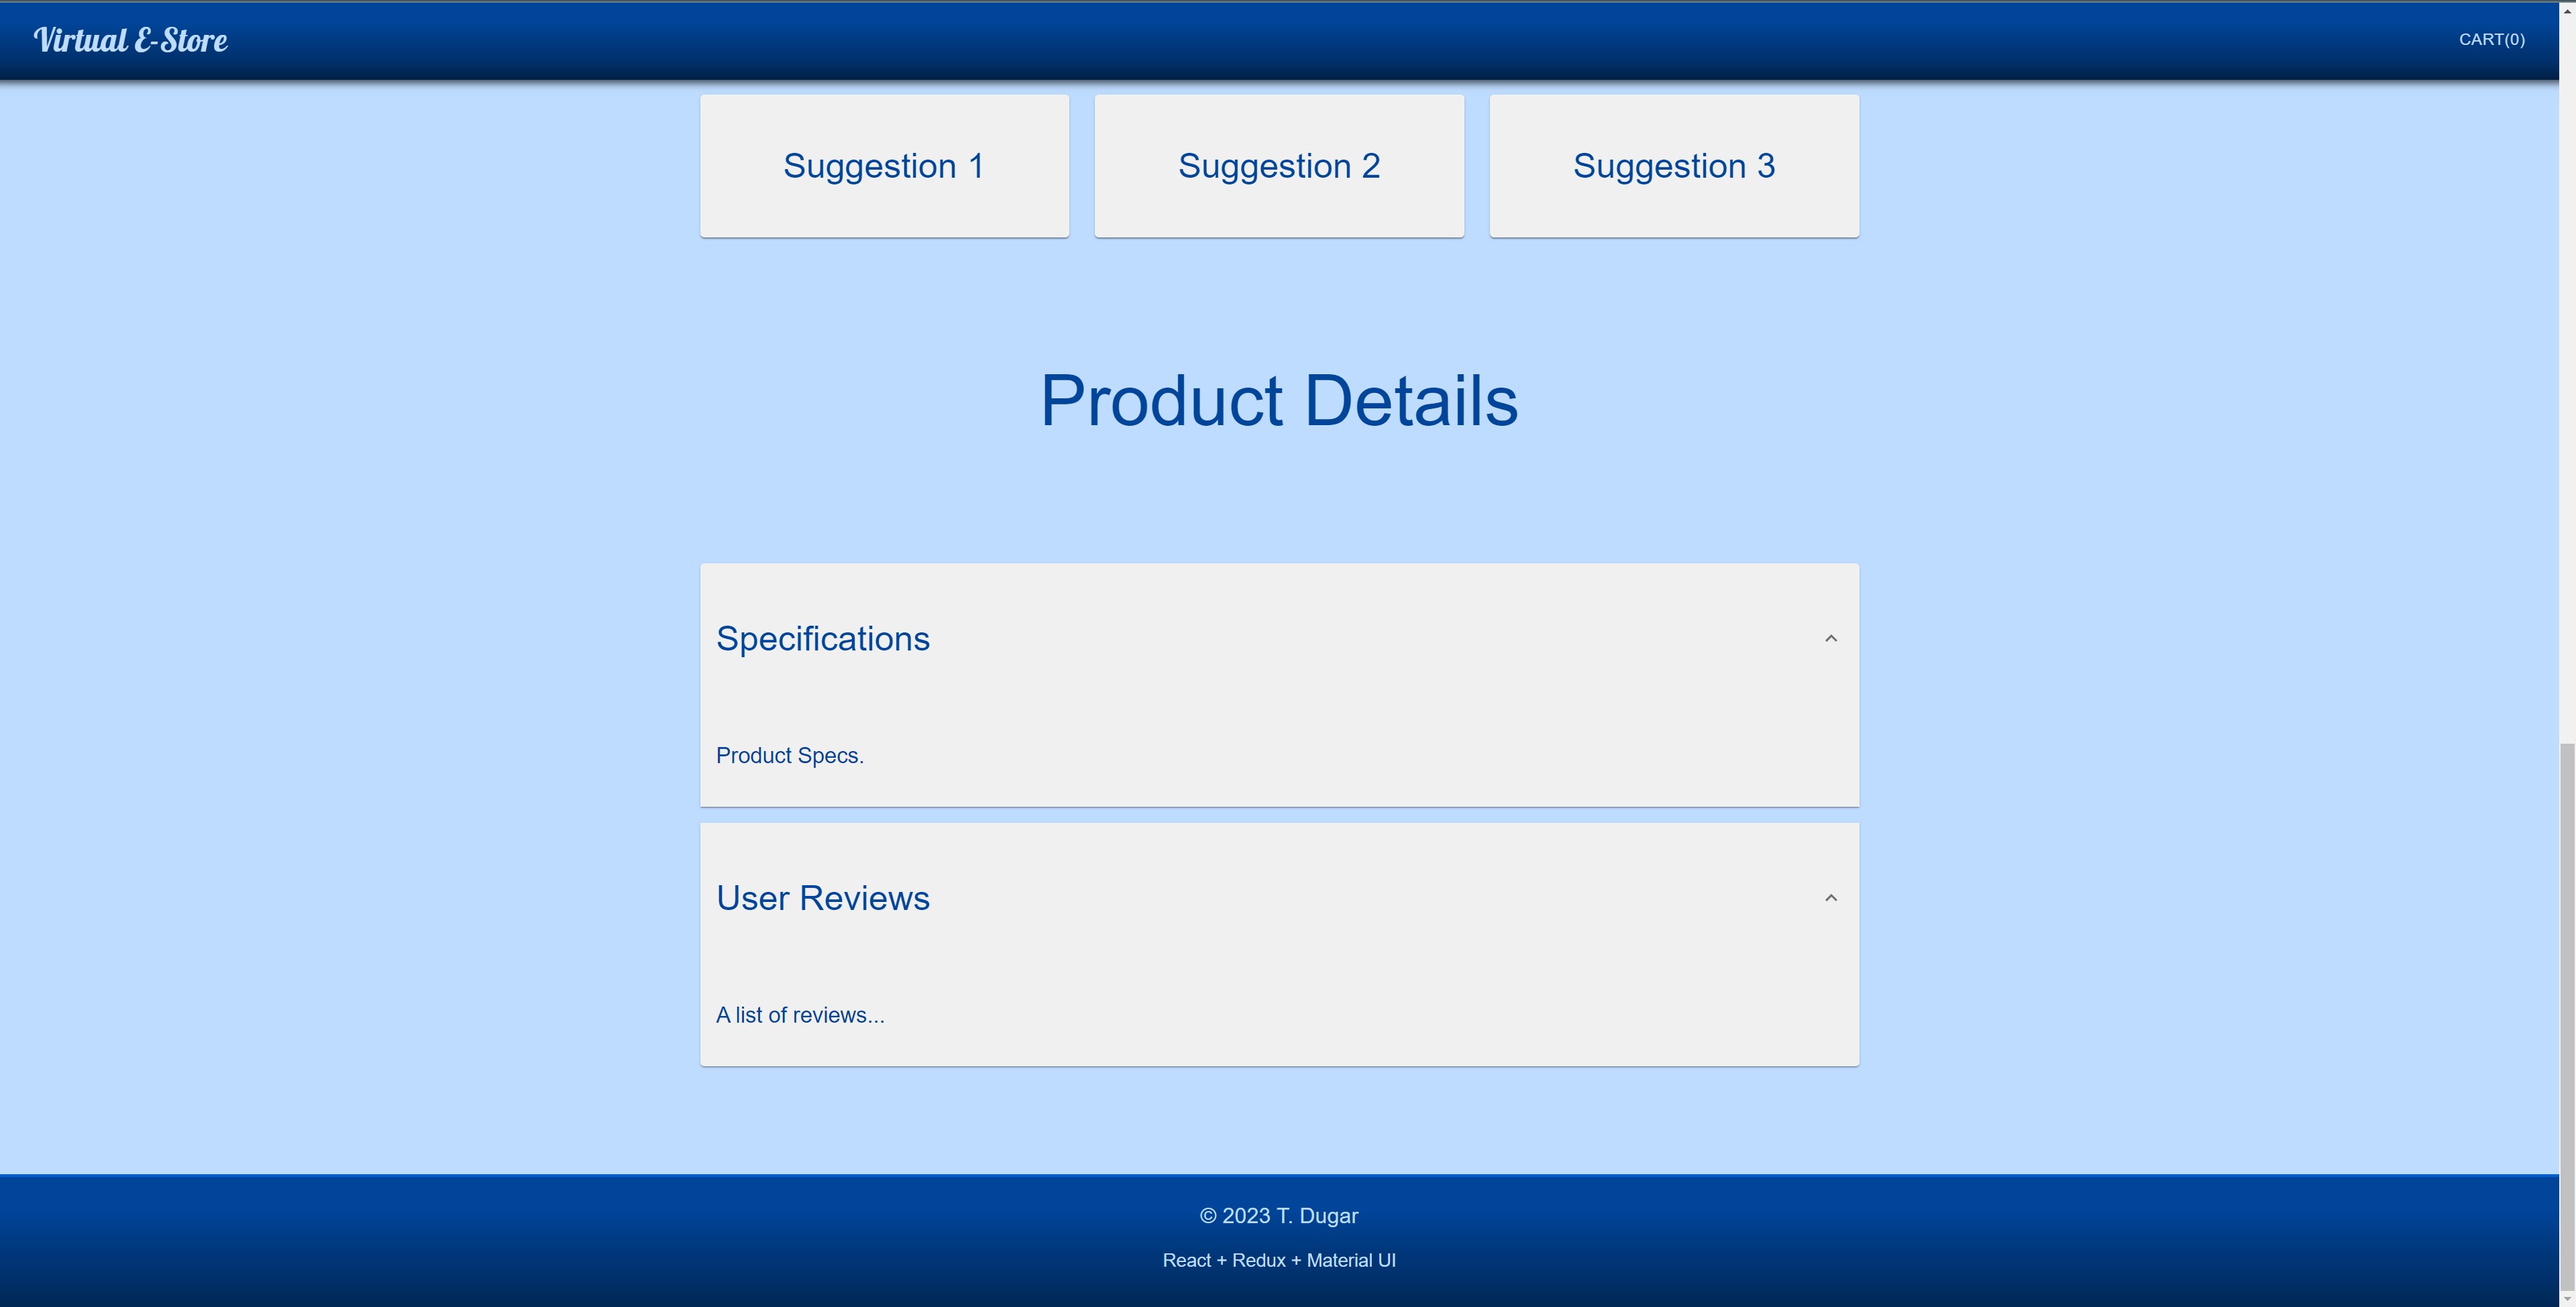 Virtual E-Store
CART(0)
Suggestion 1
Suggestion 2
Suggestion 3
Product Details
Specifications
Product Specs.
User Reviews
A list of reviews...
© 2023 T. Dugar
React + Redux + Material UI